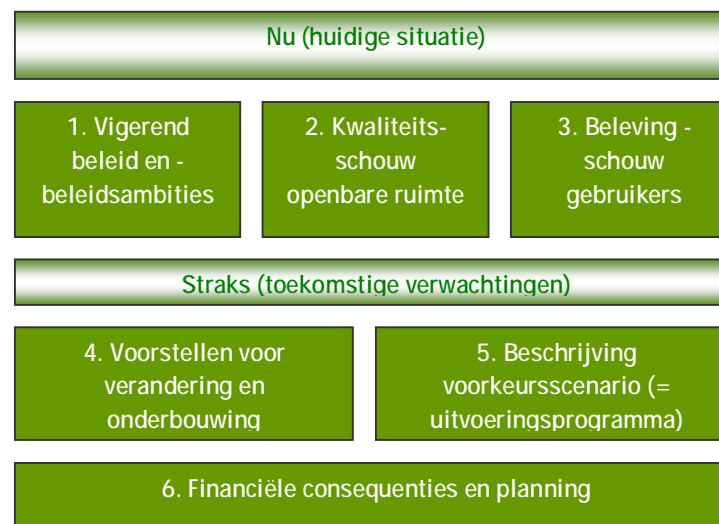 Nu (huidige situatie)
1. Vigerend
beleid en -
beleidsambities
2. Kwaliteits-
schouw
openbare ruimte
3. Beleving -
schouw
gebruikers
Straks (toekomstige verwachtingen)
4. Voorstellen voor
verandering en
onderbouwing
5. Beschrijving
voorkeursscenario (=
uitvoeringsprogramma)
6. Financiële consequenties en planning